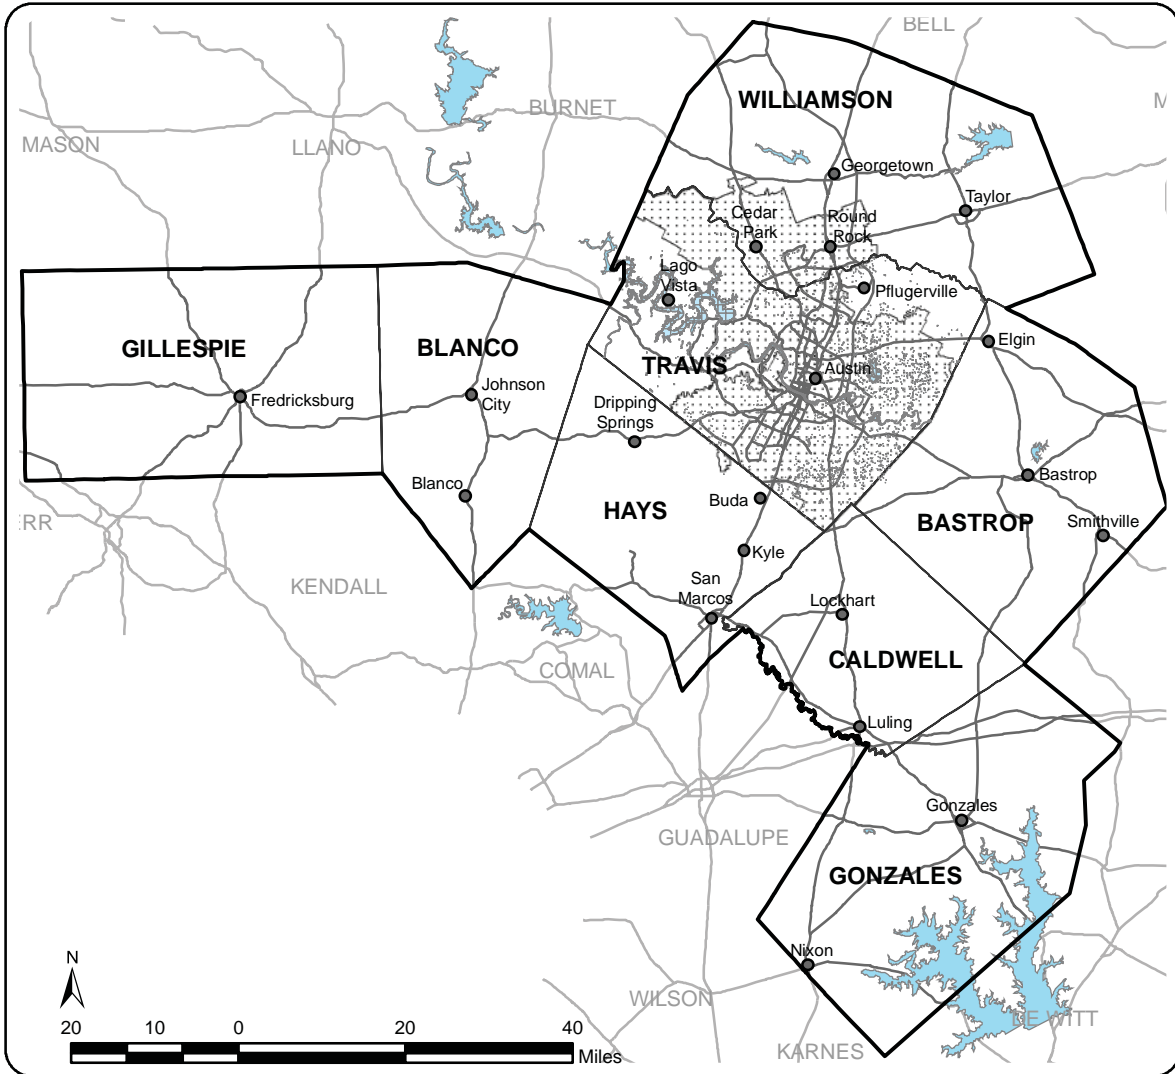 BELL
WILLIAMSON
M
BURNET
MASON
LLANO
Georgetown
Taylor
Cedar
Park
Round
Rock
Lago
Vista
Pflugerville
GILLESPIE
BLANCO
TRAVIS
Elgin
Austin
Fredricksburg
Johnson
City
Dripping
Springs
Blanco
Bastrop
HAYS
Buda
BASTROP
Smithville
ERR
Kyle
KENDALL
San
Marcos
Lockhart
COMAL
CALDWELL
Luling
Gonzales
GUADALUPE
GONZALES
Nixon
N
WILSON
DE WITT
20 10 0 20 40
Miles
KARNES